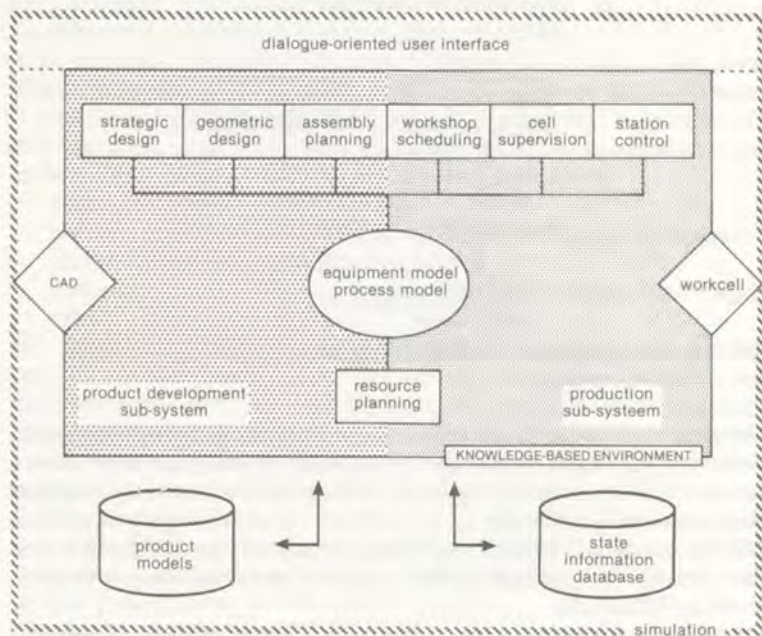 dialogue-oriented user interface
strategic
design
geometric
design
assembly
planning
workshop
scheduling
cell
supervision
station
control
CAD
equipment model
process model
workcell
product development
sub-system
resource
planning
production
sub-systeem
KNOWLEDGE-BASED ENVIRONMENT
product
models
state
information
database
simulation